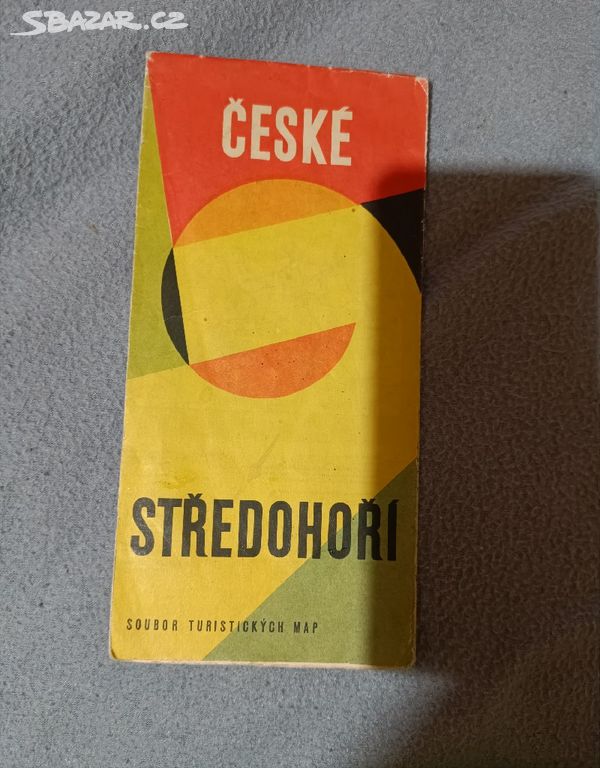 SBAZAR.CZ
ČESKÉ
STŘEDOHOŘÍ
SOUBOR TURISTICKÝCH MAP